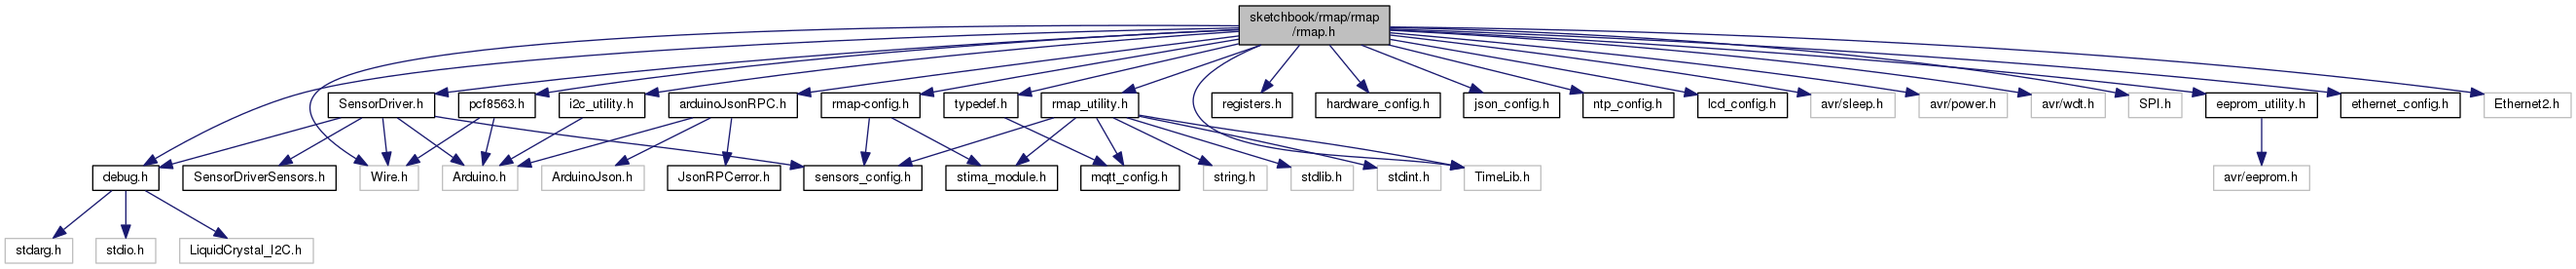 sketchbook/rmap/rmap
/rmap.h
SensorDriver.h
pcf8563.h
i2c_utility.h
arduinoJsonRPC.h
rmap-config.h
typedef.h
rmap_utility.h
registers.h
hardware_config.h
json_config.h
ntp_config.h
lcd_config.h
avr/sleep.h
avr/power.h
avr/wdt.h
SPI.h
eeprom_utility.h
ethernet_config.h
Ethernet2.h
debug.h
SensorDriverSensors.h
Wire.h
Arduino.h
ArduinoJson.h
JsonRPCerror.h
sensors_config.h
stima_module.h
mqtt_config.h
string.h
stdlib.h
stdint.h
TimeLib.h
avr/eeprom.h
stdarg.h
stdio.h
LiquidCrystal_I2C.h